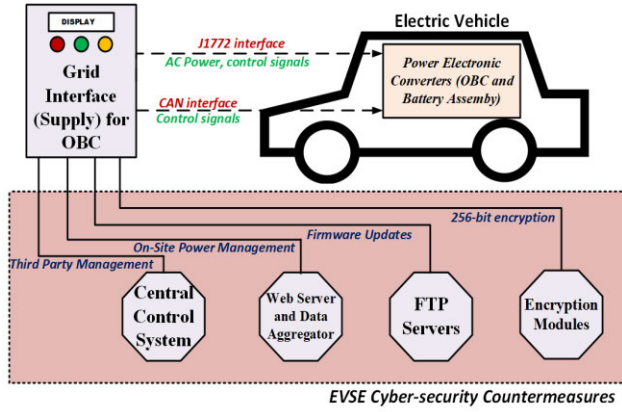 DISPLAY
Grid
Interface
(Supply) for
OBC
J1772 interface
AC Power, control signals
CAN interface
Control signals
Electric Vehicle
Power Electronic
Converters (OBC and
Battery Assemby)
256-bit encryption
Firmware Updates
On-Site Power Management
Third Party Management
Central
Control
System
Web Server
and Data
Aggregator
FTP
Servers
Encryption
Modules
EVSE Cyber-security Countermeasures